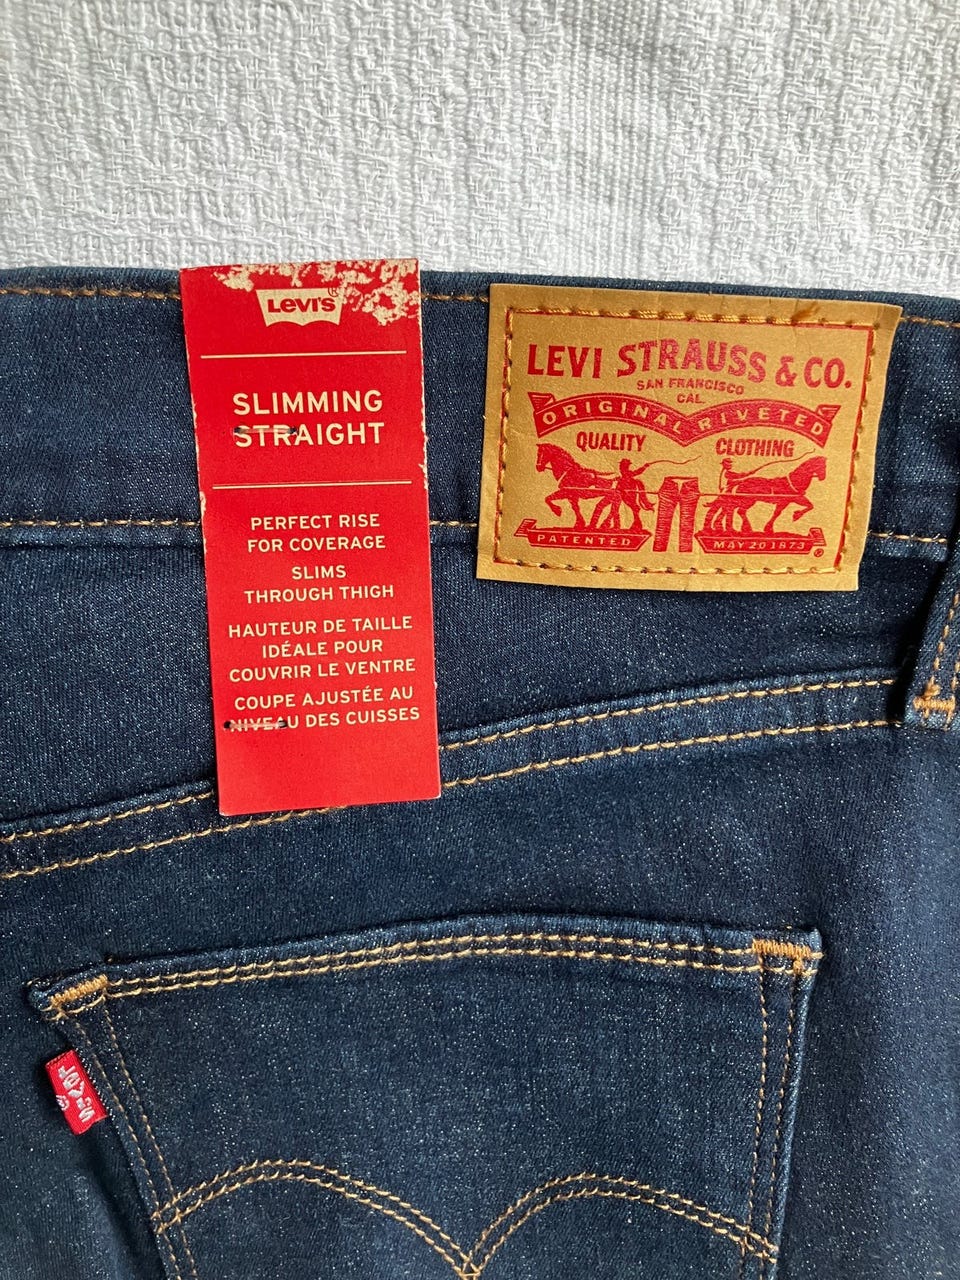 LEVI'S®
SLIMMING
STRAIGHT
PERFECT RISE
FOR COVERAGE
SLIMS
THROUGH THIGH
HAUTEUR DE TAILLE
IDÉALE POUR
COUVRIR LE VENTRE
COUPE AJUSTÉE AU
NIVEAU DES CUISSES
LEVI STRAUSS & CO.
SAN FRANCISCO
CAL.
ORIGINAL RIVETED
QUALITY CLOTHING
PATENTED MAY 20 1873 ®
LEVI'S ®